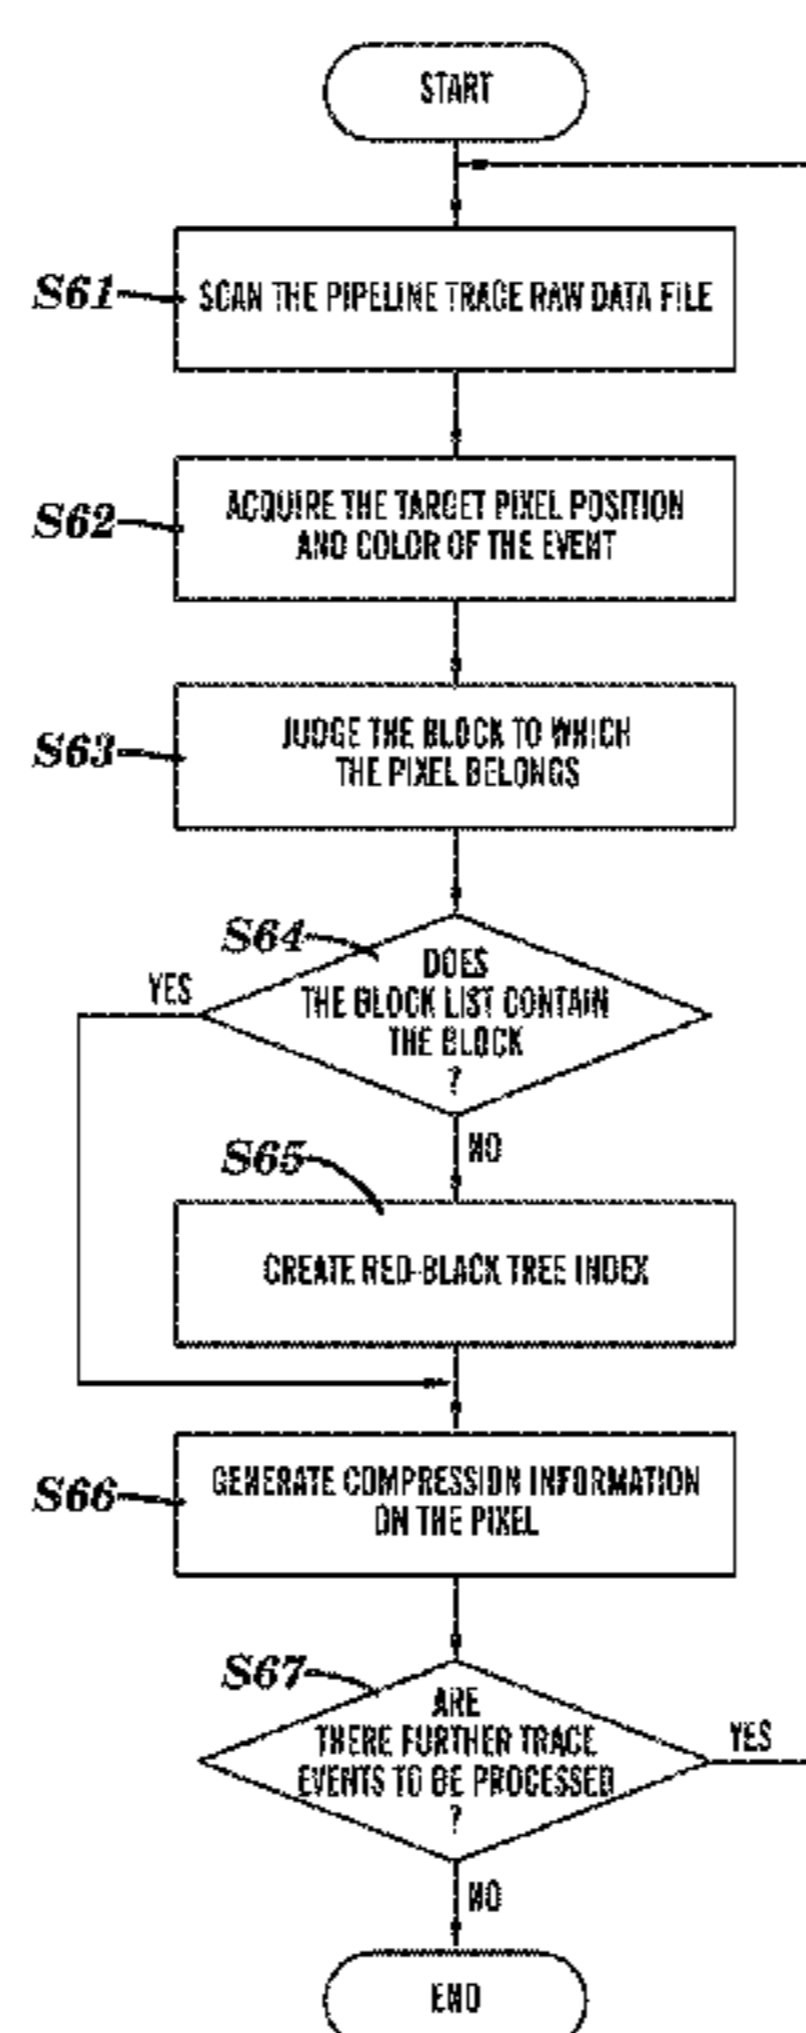 START
S61
SCAN THE PIPELINE TRACE RAW DATA FILE
S62
ACQUIRE THE TARGET PIXEL POSITION
AND COLOR OF THE EVENT
S63
JUDGE THE BLOCK TO WHICH
THE PIXEL BELONGS
S64
YES
DOES
THE BLOCK LIST CONTAIN
THE BLOCK
?
NO
S65
CREATE RED-BLACK TREE INDEX
S66
GENERATE COMPRESSION INFORMATION
ON THE PIXEL
S67
ARE
THERE FURTHER TRACE
EVENTS TO BE PROCESSED
?
YES
NO
END